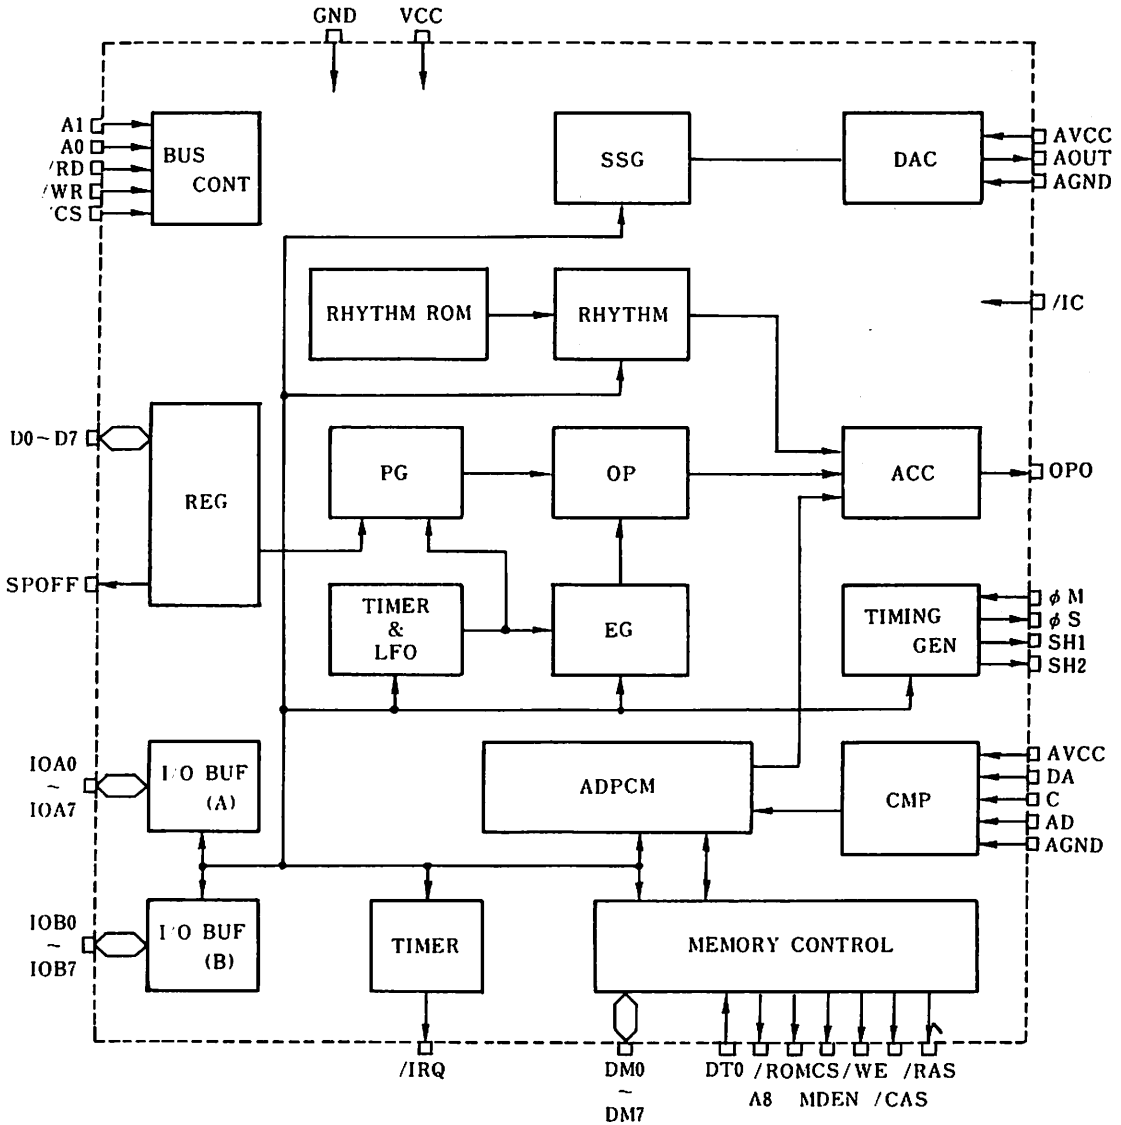 GND VCC
A1
A0
/RD
/WR
/CS
BUS
CONT
SSG
DAC
AVCC
AOUT
AGND
RHYTHM ROM
RHYTHM
/IC
D0~D7
REG
PG
OP
ACC
OPO
SPOFF
TIMER
&
LFO
EG
TIMING
GEN
φM
φS
SH1
SH2
IOA0
~
IOA7
I/O BUF
(A)
ADPCM
CMP
AVCC
DA
C
AD
AGND
IOB0
~
IOB7
I/O BUF
(B)
TIMER
MEMORY CONTROL
/IRQ
DM0
~
DM7
DT0 /ROMCS /WE /RAS
A8 MDEN /CAS